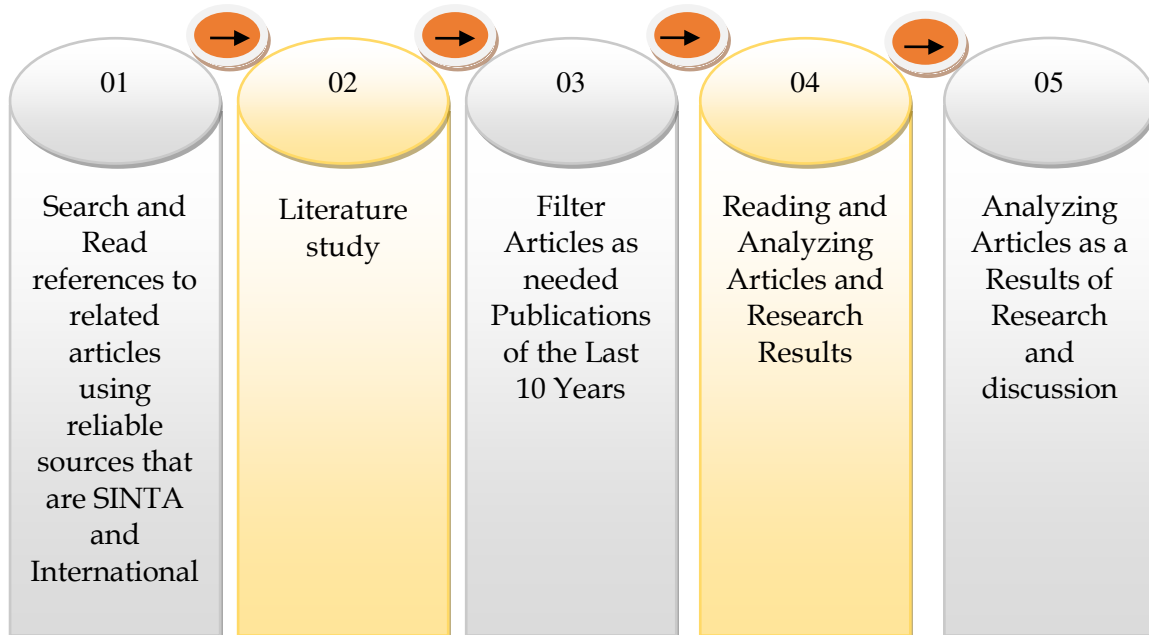 01
Search and
Read
references to
related
articles
using
reliable
sources that
are SINTA
and
International
02
Literature
study
03
Filter
Articles as
needed
Publications
of the Last
10 Years
04
Reading and
Analyzing
Articles and
Research
Results
05
Analyzing
Articles as a
Results of
Research
and
discussion